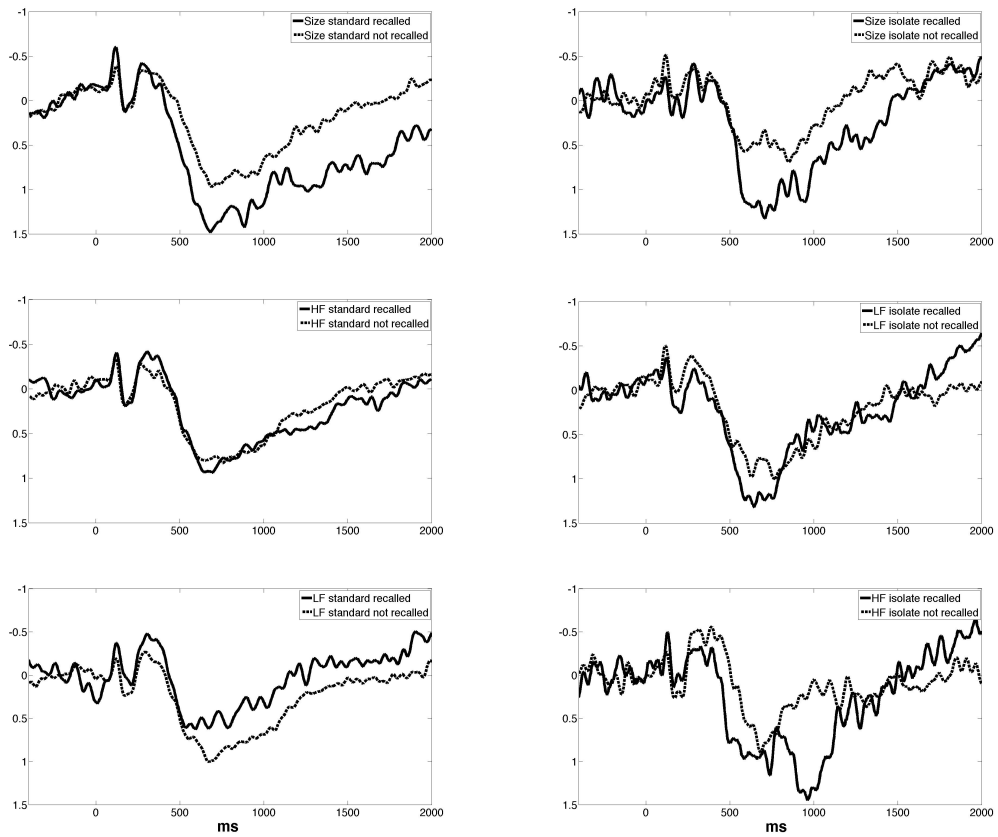 -1
Size standard recalled
Size standard not recalled
-0.5
0
0.5
1
1.5
0 500 1000 1500 2000
-1
Size isolate recalled
Size isolate not recalled
-0.5
0
0.5
1
1.5
0 500 1000 1500 2000
-1
HF standard recalled
HF standard not recalled
-0.5
0
0.5
1
1.5
0 500 1000 1500 2000
-1
LF isolate recalled
LF isolate not recalled
-0.5
0
0.5
1
1.5
0 500 1000 1500 2000
-1
LF standard recalled
LF standard not recalled
-0.5
0
0.5
1
1.5
0 500 1000 1500 2000
ms
-1
HF isolate recalled
HF isolate not recalled
-0.5
0
0.5
1
1.5
0 500 1000 1500 2000
ms